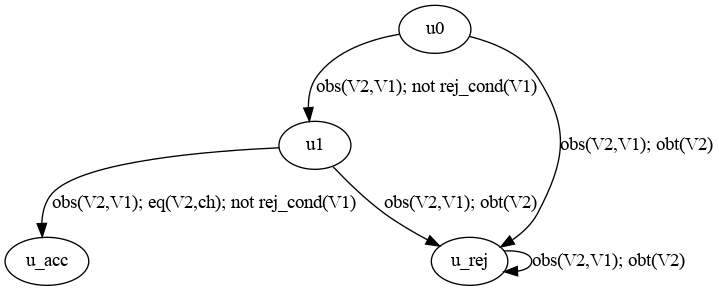 u0
obs(V2,V1); not rej_cond(V1)
u1
obs(V2,V1); obt(V2)
obs(V2,V1); eq(V2,ch); not rej_cond(V1)
obs(V2,V1); obt(V2)
u_acc
u_rej
obs(V2,V1); obt(V2)